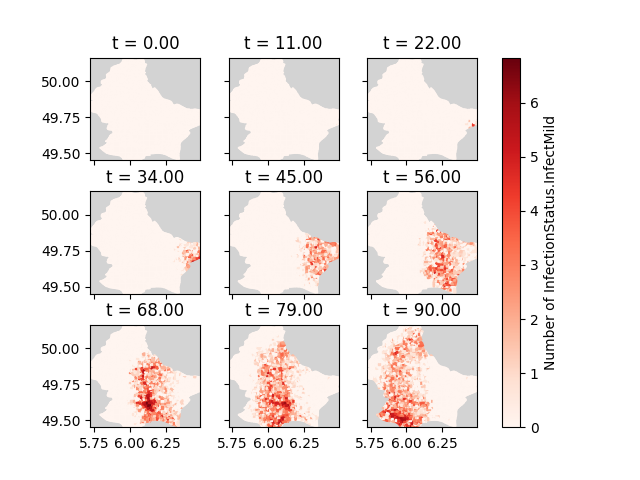 t = 0.00
t = 11.00
t = 22.00
50.00
49.75
49.50
t = 34.00
t = 45.00
t = 56.00
50.00
49.75
49.50
t = 68.00
t = 79.00
t = 90.00
50.00
49.75
49.50
5.75 6.00 6.25
5.75 6.00 6.25
5.75 6.00 6.25
6
5
4
3
2
1
0
Number of InfectionStatus.InfectMild